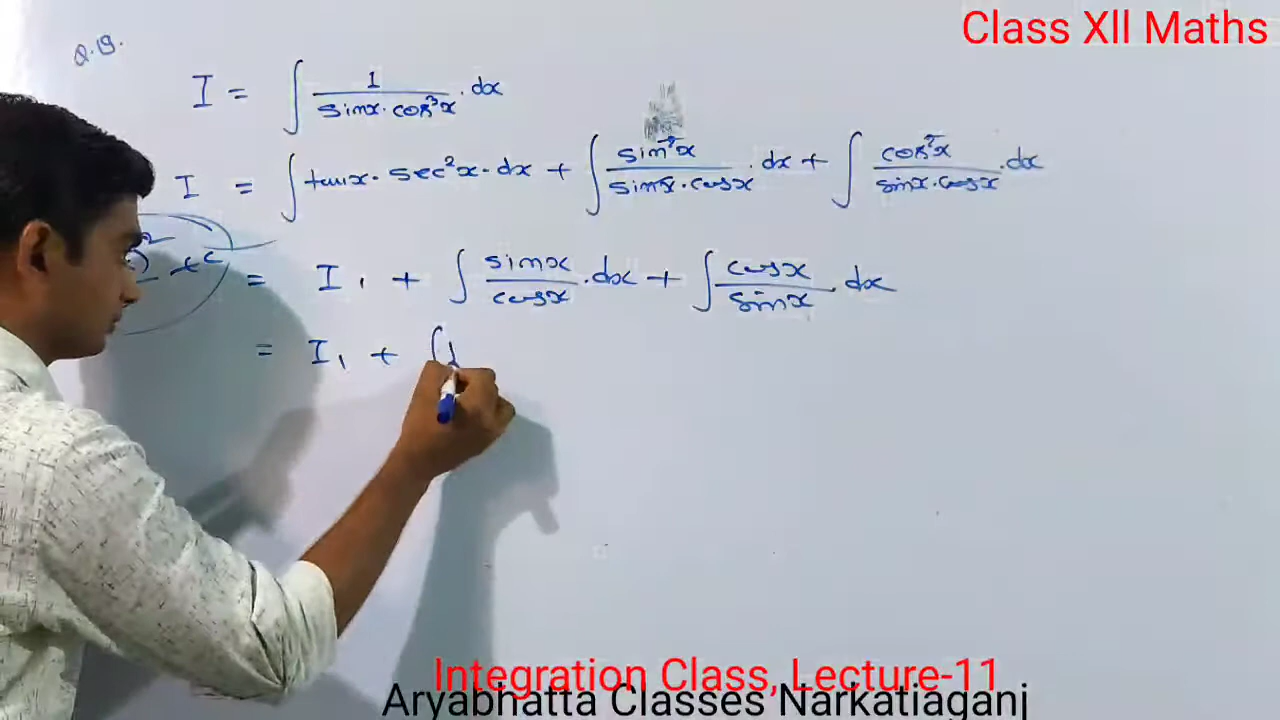 Class XII Maths
Q.19.
I = ∫ 1/(sinx·cos³x) · dx
I = ∫ tanx · sec²x · dx + ∫ sin²x/(sinx·cosx) · dx + ∫ cos²x/(sinx·cosx) · dx
= I₁ + ∫ sinx/cosx · dx + ∫ cosx/sinx · dx
= I₁ + ∫
Integration Class, Lecture-11
Aryabhatta Classes Narkatiaganj